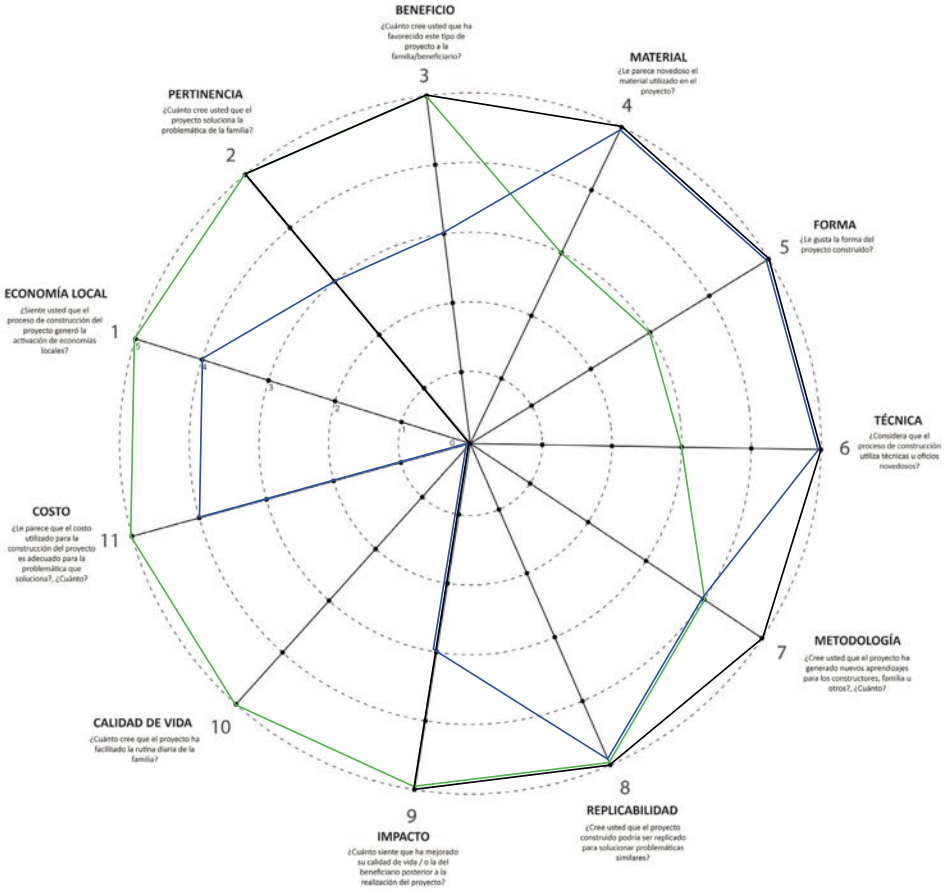 BENEFICIO
¿Cuánto cree usted que ha
favorecido este tipo de
proyecto a la
familia/beneficiario?
3
MATERIAL
¿Le parece novedoso el
material utilizado en el
proyecto?
4
PERTINENCIA
¿Cuánto cree usted que el
proyecto soluciona la
problemática de la familia?
2
FORMA
¿Le gusta la forma del
proyecto construido?
5
ECONOMÍA LOCAL
¿Siente usted que el
proceso de construcción del
proyecto generó la
activación de economías
locales?
1
5
4
3
2
1
0
TÉCNICA
¿Considera que el
proceso de construcción
utiliza técnicas u oficios
novedosos?
6
COSTO
¿Le parece que el costo
utilizado para la
construcción del proyecto
es adecuado para la
problemática que
soluciona?, ¿Cuánto?
11
7
METODOLOGÍA
¿Cree usted que el proyecto ha
generado nuevos aprendizajes
para los constructores, familia u
otros?, ¿Cuánto?
CALIDAD DE VIDA
10
¿Cuánto cree que el proyecto ha
facilitado la rutina diaria de la
familia?
8
REPLICABILIDAD
¿Cree usted que el proyecto
construido podria ser replicado
para solucionar problemáticas
similares?
9
IMPACTO
¿Cuánto siente que ha mejorado
su calidad de vida / o la del
beneficiario posterior a la
realización del proyecto?